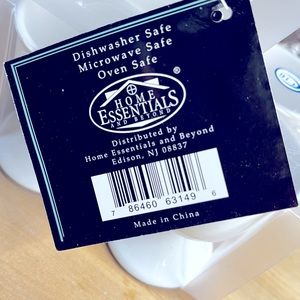 Dishwasher Safe
Microwave Safe
Oven Safe
HOME
ESSENTIALS
AND BEYOND
®
Distributed by
Home Essentials and Beyond
Edison, NJ 08837
7 86460 63149 6
Made in China